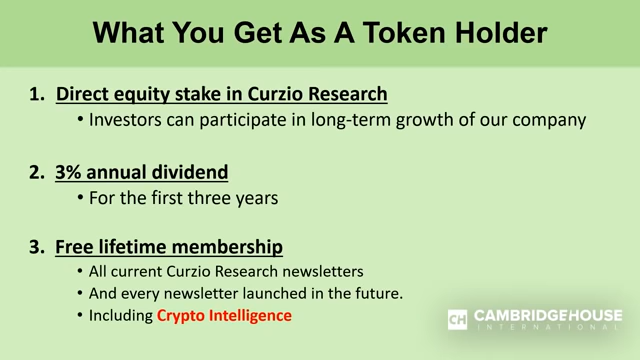 What You Get As A Token Holder
1. Direct equity stake in Curzio Research
• Investors can participate in long-term growth of our company
2. 3% annual dividend
• For the first three years
3. Free lifetime membership
• All current Curzio Research newsletters
• And every newsletter launched in the future.
• Including Crypto Intelligence
CH CAMBRIDGEHOUSE
INTERNATIONAL